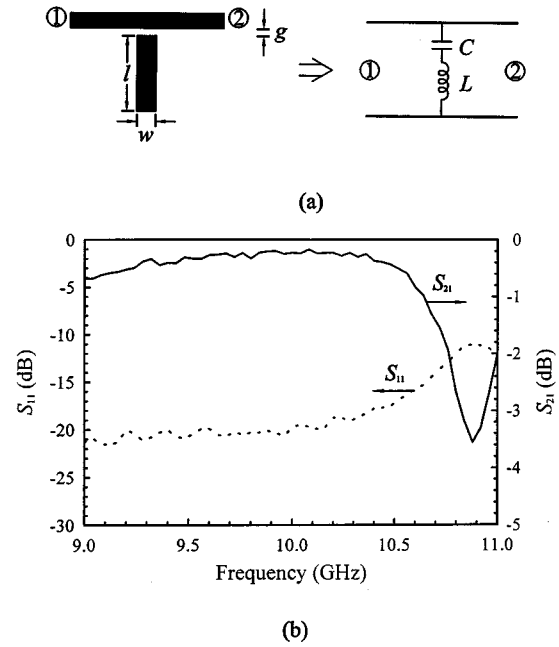 ① ② g
l
w
① C ②
L
(a)
0 0
-5 -1
-10 -2
-15 -3
-20 -4
-25 -5
-30
S₁₁ (dB)
S₂₁ (dB)
S₂₁
S₁₁
9.0 9.5 10.0 10.5 11.0
Frequency (GHz)
(b)